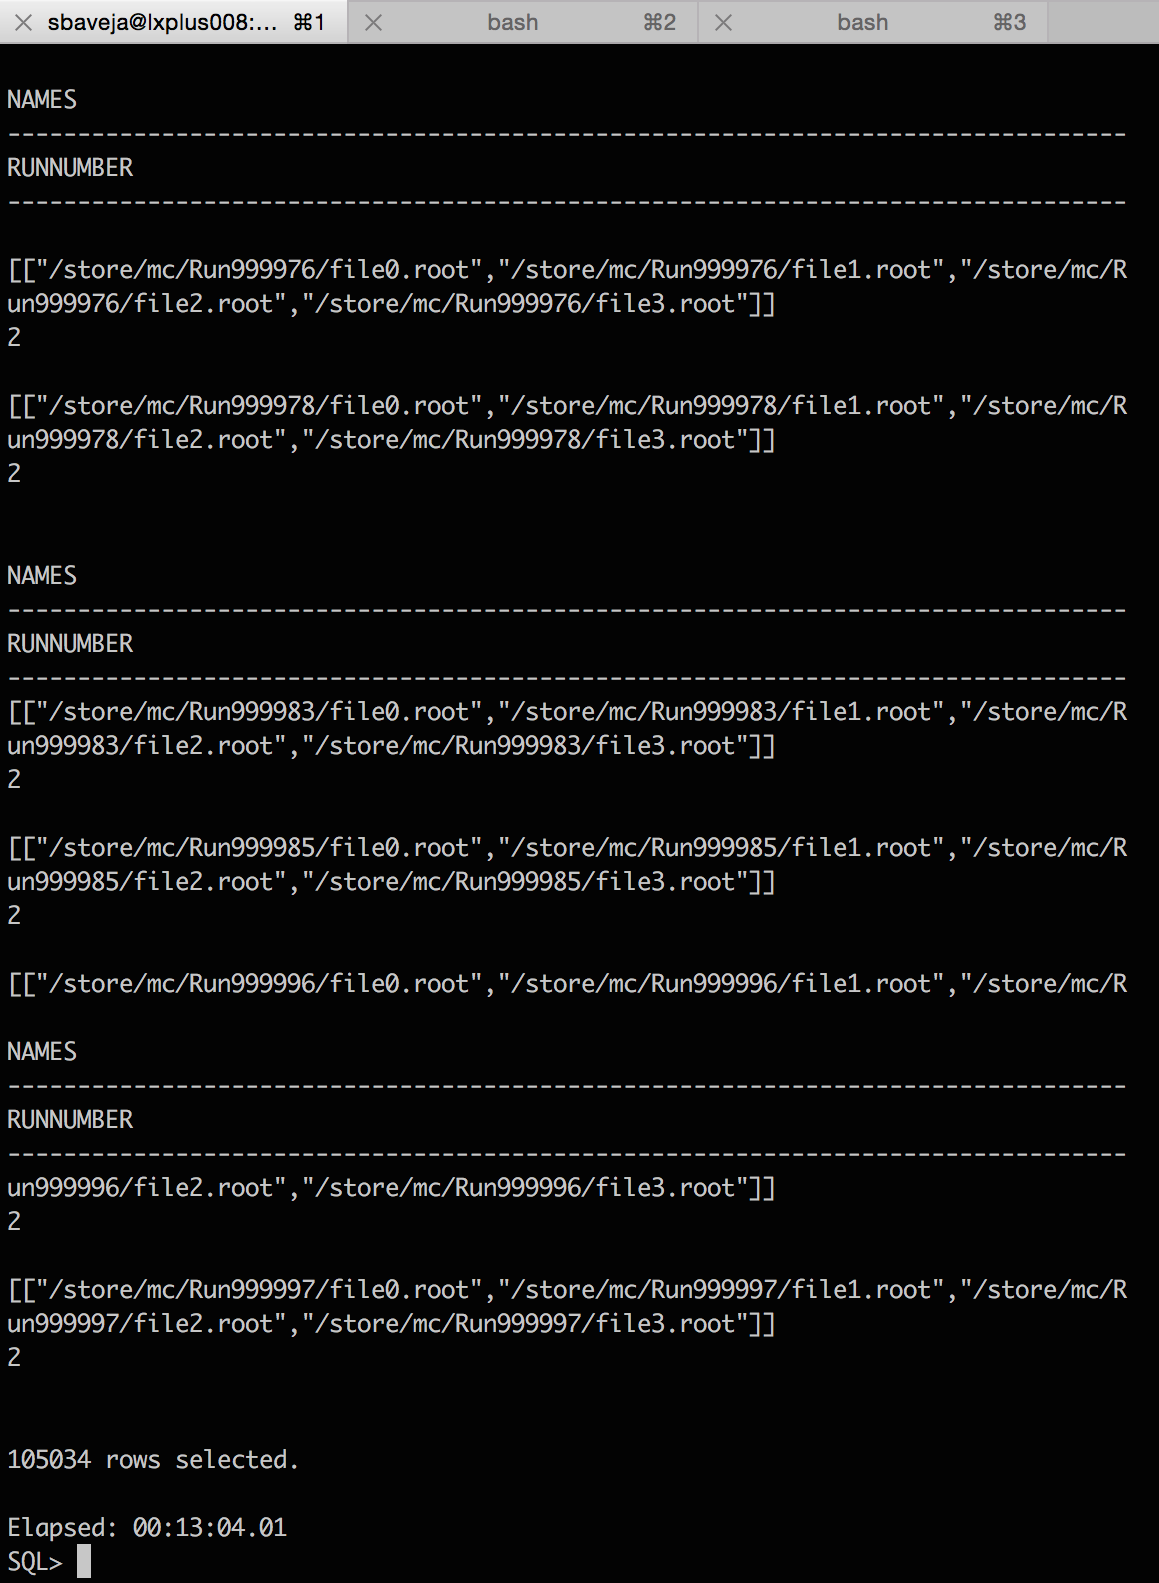 sbaveja@lxplus008:... ⌘1 bash ⌘2 bash ⌘3
NAMES
--------------------------------------------------------------------------------
RUNNUMBER
--------------------------------------------------------------------------------
[["/store/mc/Run999976/file0.root","/store/mc/Run999976/file1.root","/store/mc/R
un999976/file2.root","/store/mc/Run999976/file3.root"]]
2
[["/store/mc/Run999978/file0.root","/store/mc/Run999978/file1.root","/store/mc/R
un999978/file2.root","/store/mc/Run999978/file3.root"]]
2
NAMES
--------------------------------------------------------------------------------
RUNNUMBER
--------------------------------------------------------------------------------
[["/store/mc/Run999983/file0.root","/store/mc/Run999983/file1.root","/store/mc/R
un999983/file2.root","/store/mc/Run999983/file3.root"]]
2
[["/store/mc/Run999985/file0.root","/store/mc/Run999985/file1.root","/store/mc/R
un999985/file2.root","/store/mc/Run999985/file3.root"]]
2
[["/store/mc/Run999996/file0.root","/store/mc/Run999996/file1.root","/store/mc/R
NAMES
--------------------------------------------------------------------------------
RUNNUMBER
--------------------------------------------------------------------------------
un999996/file2.root","/store/mc/Run999996/file3.root"]]
2
[["/store/mc/Run999997/file0.root","/store/mc/Run999997/file1.root","/store/mc/R
un999997/file2.root","/store/mc/Run999997/file3.root"]]
2
105034 rows selected.
Elapsed: 00:13:04.01
SQL>